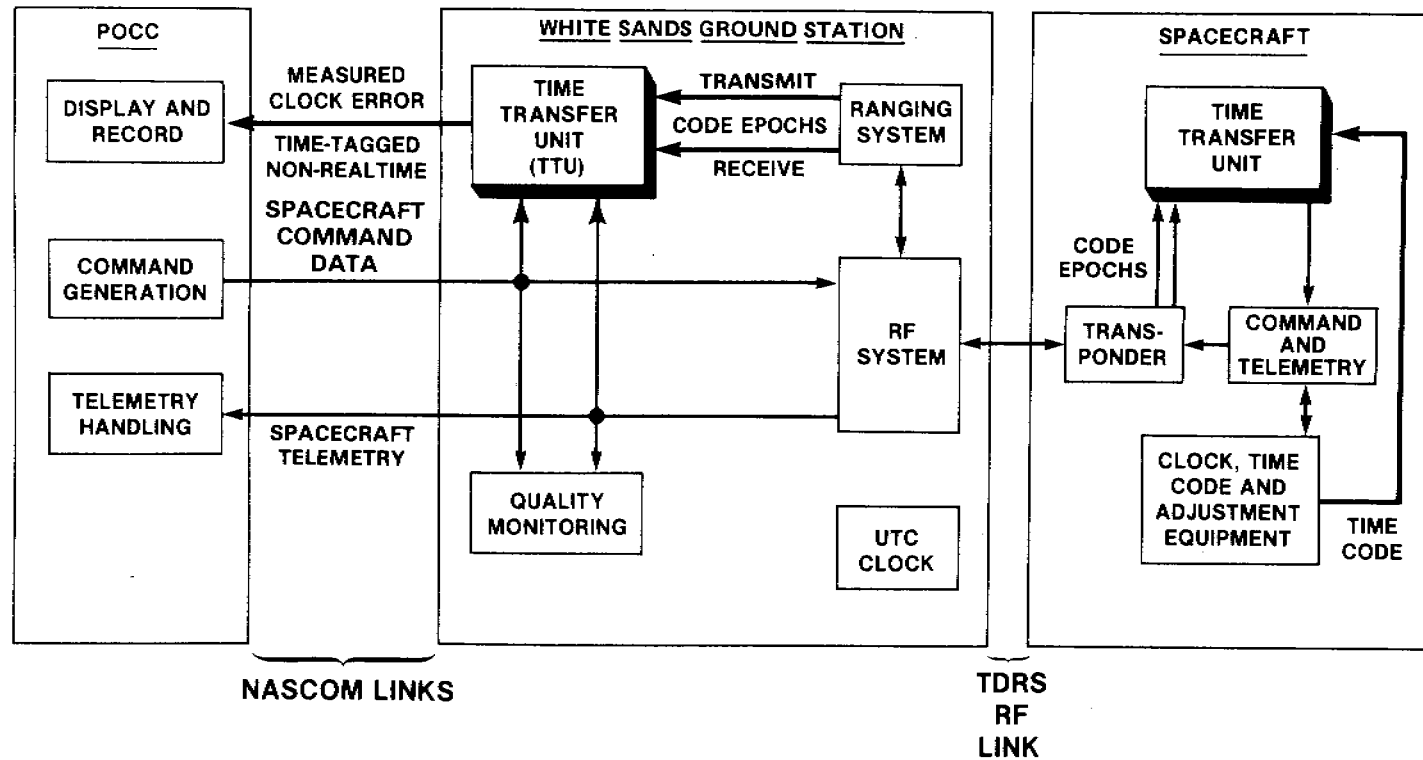 POCC
DISPLAY AND
RECORD
COMMAND
GENERATION
TELEMETRY
HANDLING
MEASURED
CLOCK ERROR
TIME-TAGGED
NON-REALTIME
SPACECRAFT
COMMAND
DATA
SPACECRAFT
TELEMETRY
NASCOM LINKS
WHITE SANDS GROUND STATION
TIME
TRANSFER
UNIT
(TTU)
TRANSMIT
CODE EPOCHS
RECEIVE
RANGING
SYSTEM
RF
SYSTEM
QUALITY
MONITORING
UTC
CLOCK
TDRS
RF
LINK
SPACECRAFT
TIME
TRANSFER
UNIT
CODE
EPOCHS
TRANS-
PONDER
COMMAND
AND
TELEMETRY
CLOCK, TIME
CODE AND
ADJUSTMENT
EQUIPMENT
TIME
CODE